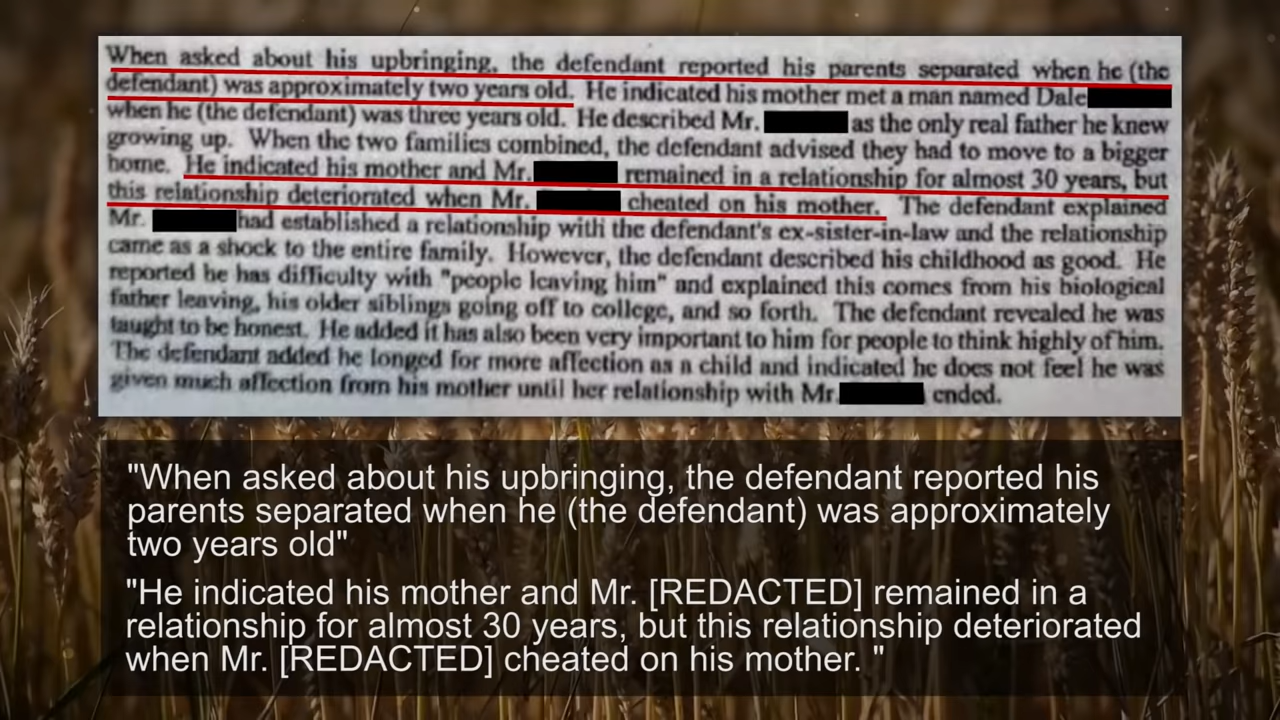 When asked about his upbringing, the defendant reported his parents separated when he (the
defendant) was approximately two years old. He indicated his mother met a man named Dale
when he (the defendant) was three years old. He described Mr. as the only real father he knew
growing up. When the two families combined, the defendant advised they had to move to a bigger
home. He indicated his mother and Mr. remained in a relationship for almost 30 years, but
this relationship deteriorated when Mr. cheated on his mother. The defendant explained
Mr. had established a relationship with the defendant's ex-sister-in-law and the relationship
came as a shock to the entire family. However, the defendant described his childhood as good. He
reported he has difficulty with "people leaving him" and explained this comes from his biological
father leaving, his older siblings going off to college, and so forth. The defendant revealed he was
taught to be honest. He added it has also been very important to him for people to think highly of him.
The defendant added he longed for more affection as a child and indicated he does not feel he was
given much affection from his mother until her relationship with Mr. ended.
"When asked about his upbringing, the defendant reported his
parents separated when he (the defendant) was approximately
two years old"
"He indicated his mother and Mr. [REDACTED] remained in a
relationship for almost 30 years, but this relationship deteriorated
when Mr. [REDACTED] cheated on his mother. "